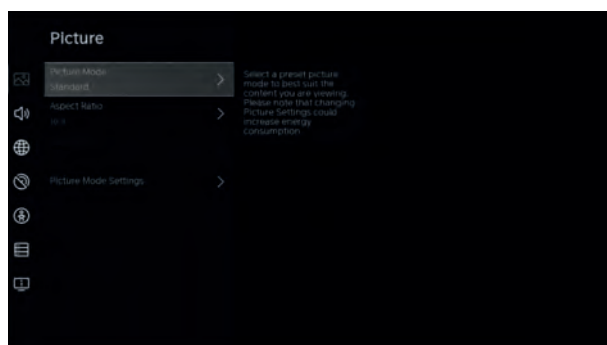 Picture
Picture Mode
Standard
Aspect Ratio
Picture Mode Settings
Select a preset picture
mode to best suit the
content you are viewing.
Please note that changing
Picture Settings could
increase energy
consumption